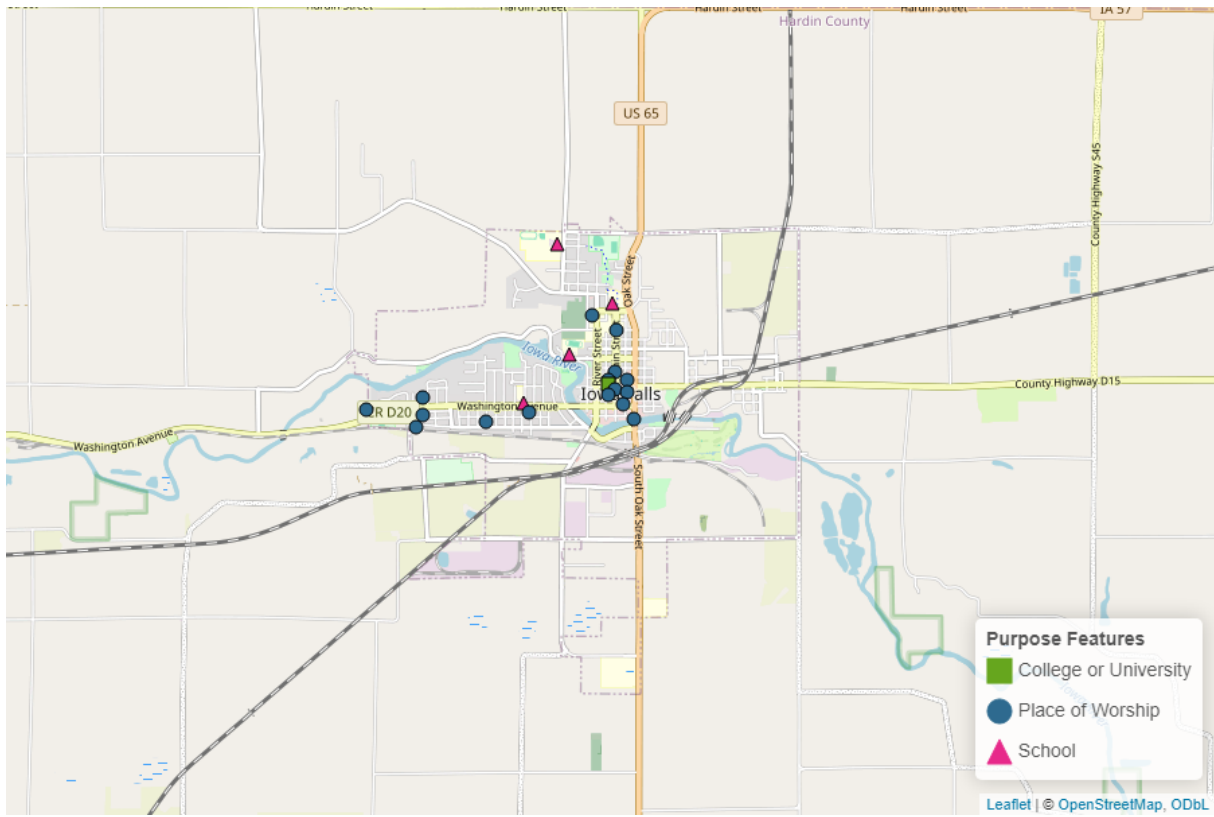 Hardin Street
Hardin Street
Hardin Street
Hardin Street
IA 57
Hardin County
US 65
County Highway S45
Oak Street
River Street
Iowa River
County Highway D15
CR D20
Washington Avenue
Washington Avenue
South Oak Street
Purpose Features
College or University
Place of Worship
School
Leaflet | © OpenStreetMap, ODbL